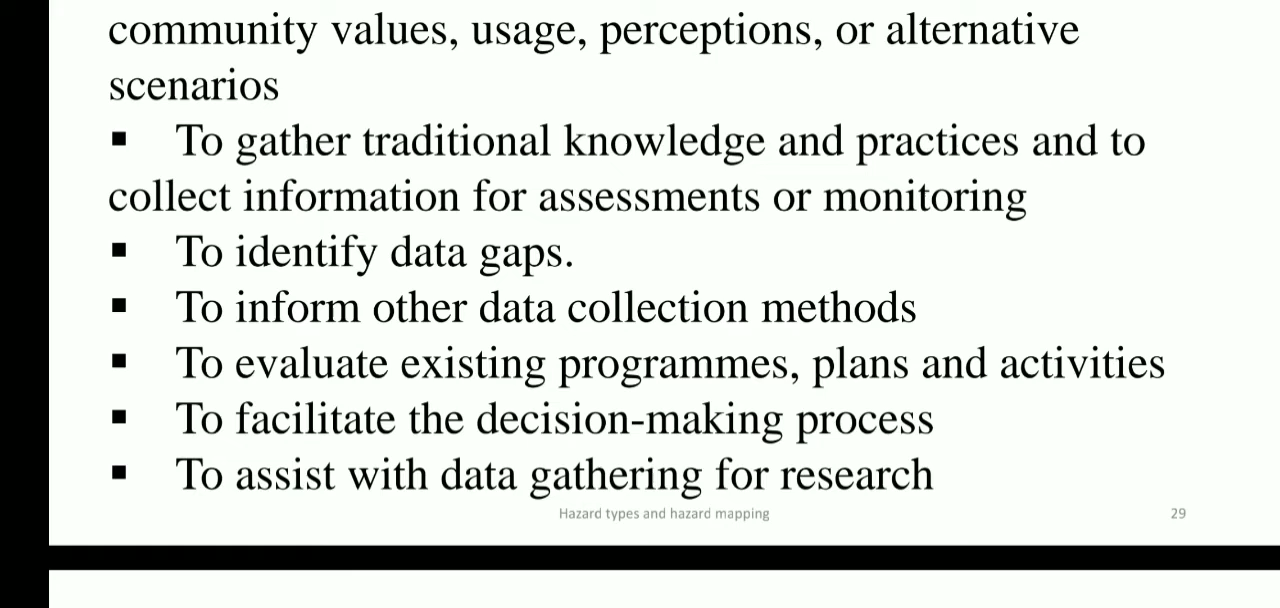 community values, usage, perceptions, or alternative
scenarios
▪ To gather traditional knowledge and practices and to
collect information for assessments or monitoring
▪ To identify data gaps.
▪ To inform other data collection methods
▪ To evaluate existing programmes, plans and activities
▪ To facilitate the decision-making process
▪ To assist with data gathering for research
Hazard types and hazard mapping 29